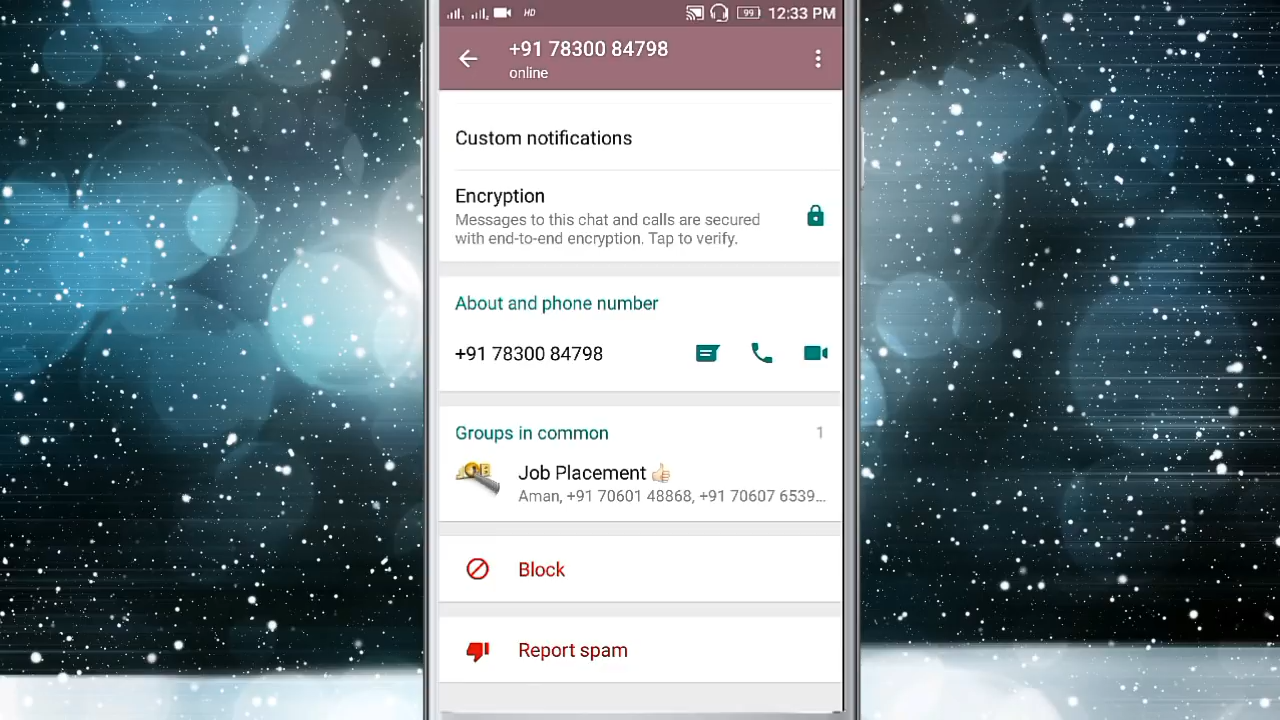 HD 99 12:33 PM
+91 78300 84798
online
Custom notifications
Encryption
Messages to this chat and calls are secured
with end-to-end encryption. Tap to verify.
About and phone number
+91 78300 84798
Groups in common 1
Job Placement 👍🏻
Aman, +91 70601 48868, +91 70607 6539...
Block
Report spam